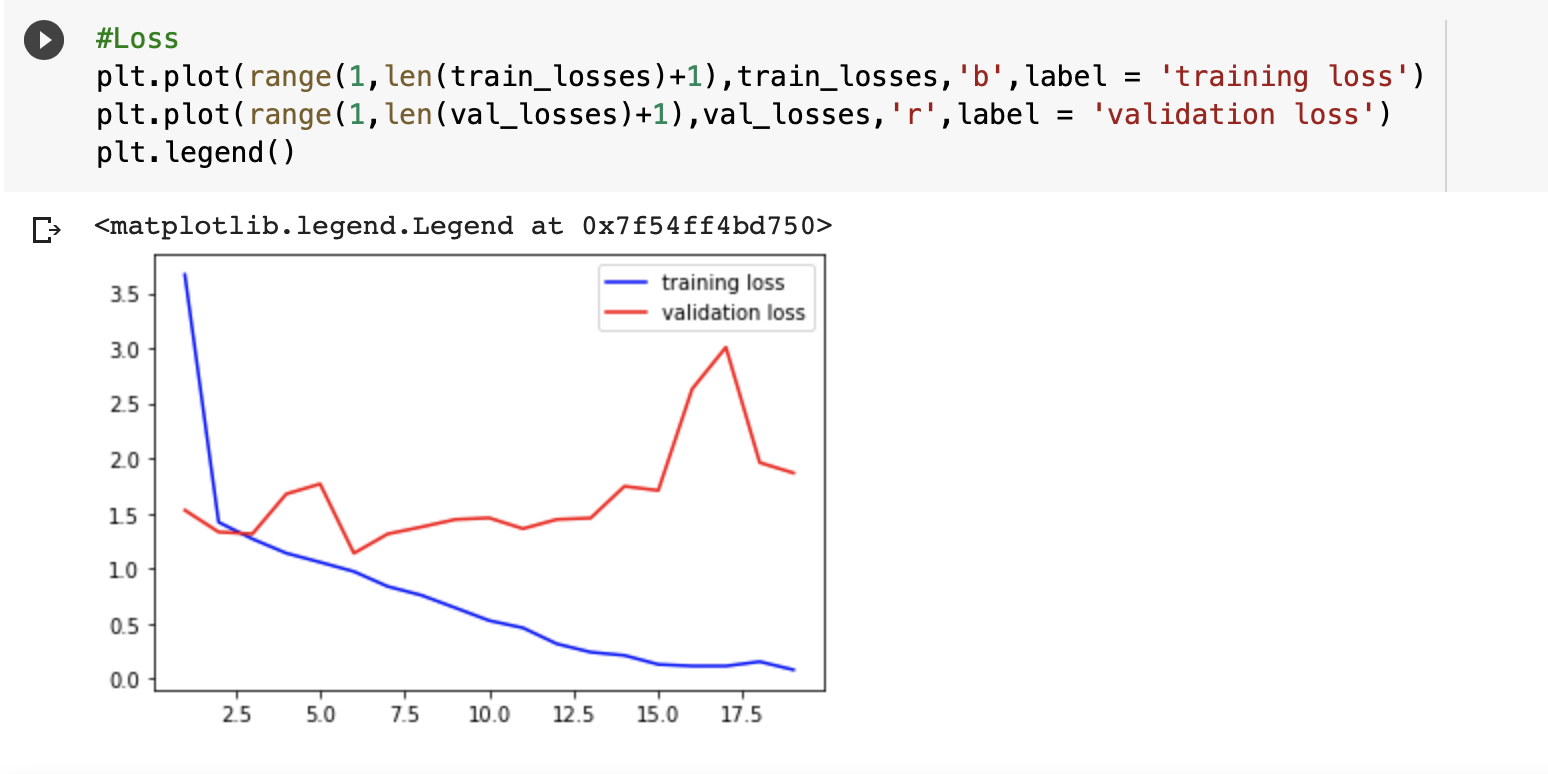 #Loss
plt.plot(range(1,len(train_losses)+1),train_losses,'b',label = 'training loss')
plt.plot(range(1,len(val_losses)+1),val_losses,'r',label = 'validation loss')
plt.legend()
<matplotlib.legend.Legend at 0x7f54ff4bd750>
training loss
validation loss
3.5
3.0
2.5
2.0
1.5
1.0
0.5
0.0
2.5 5.0 7.5 10.0 12.5 15.0 17.5